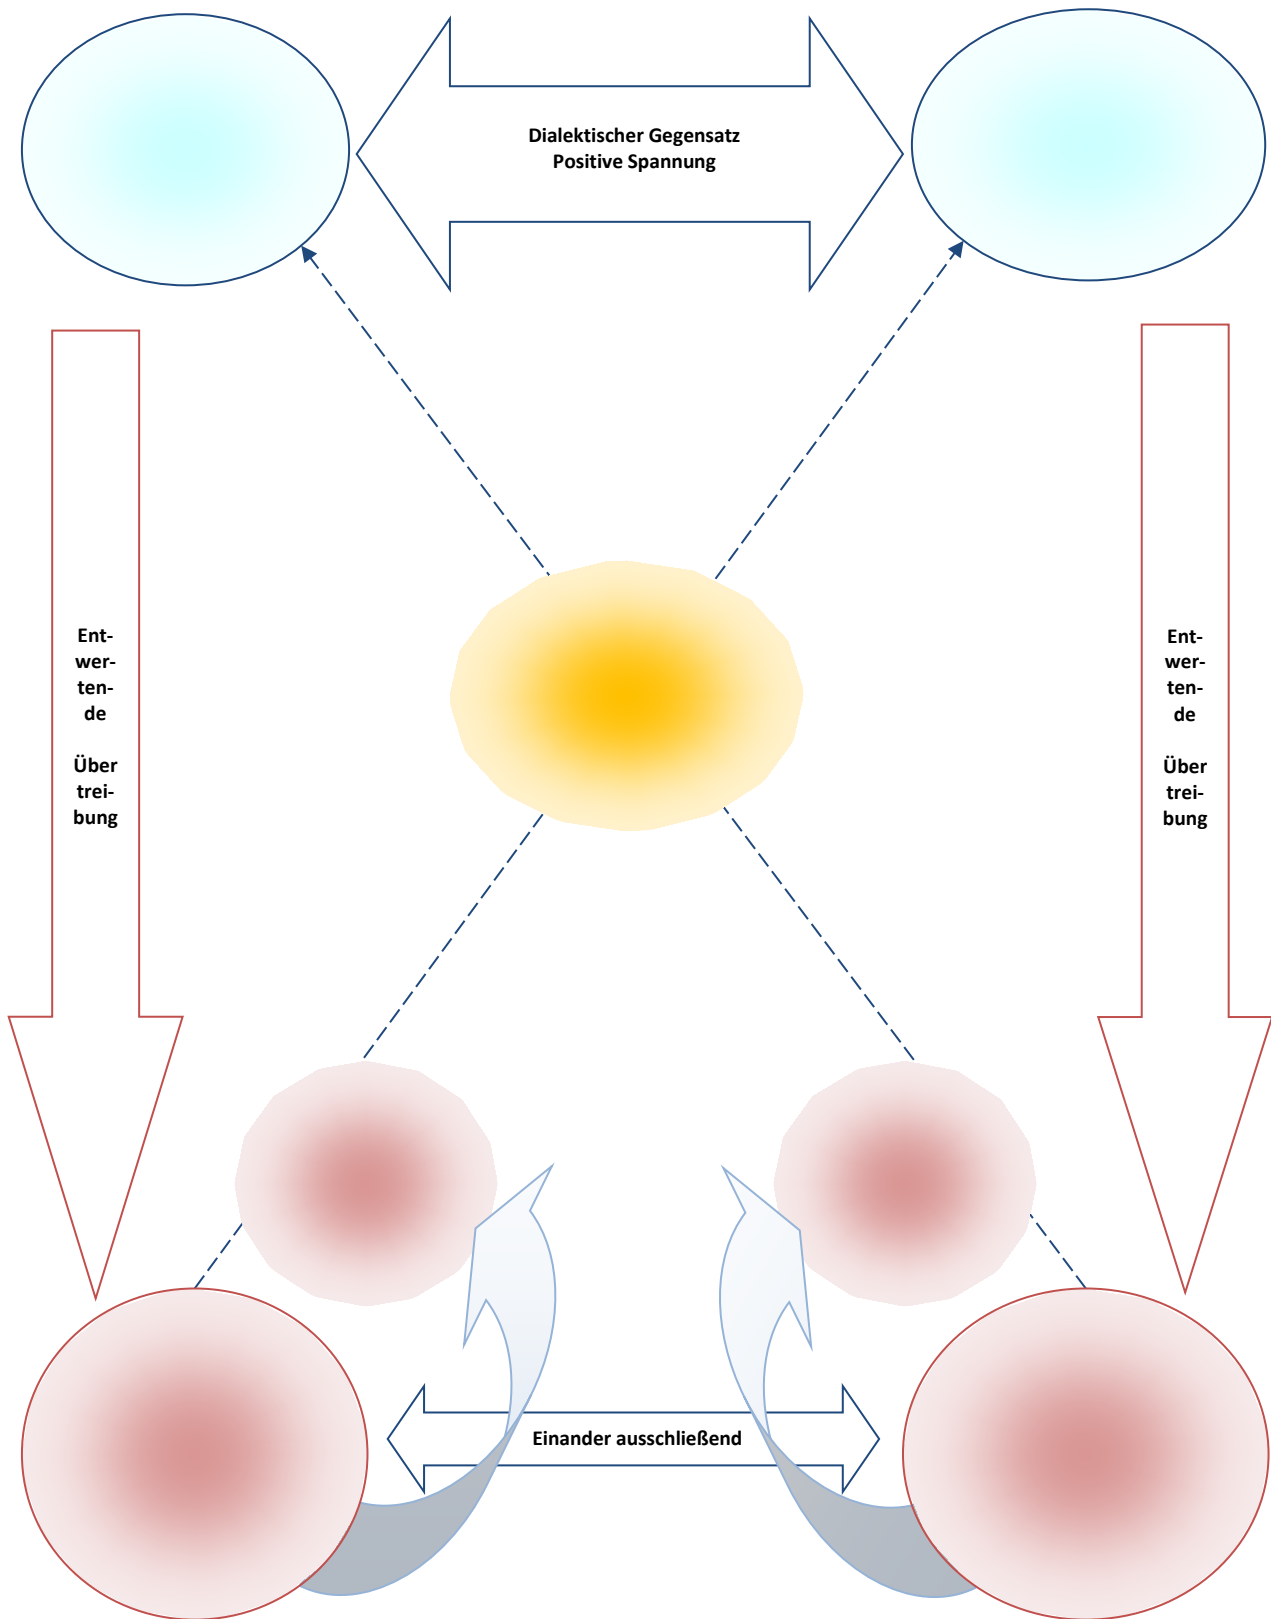 Dialektischer Gegensatz
Positive Spannung
Ent-
wer-
ten-
de
Über
trei-
bung
Ent-
wer-
ten-
de
Über
trei-
bung
Einander ausschließend